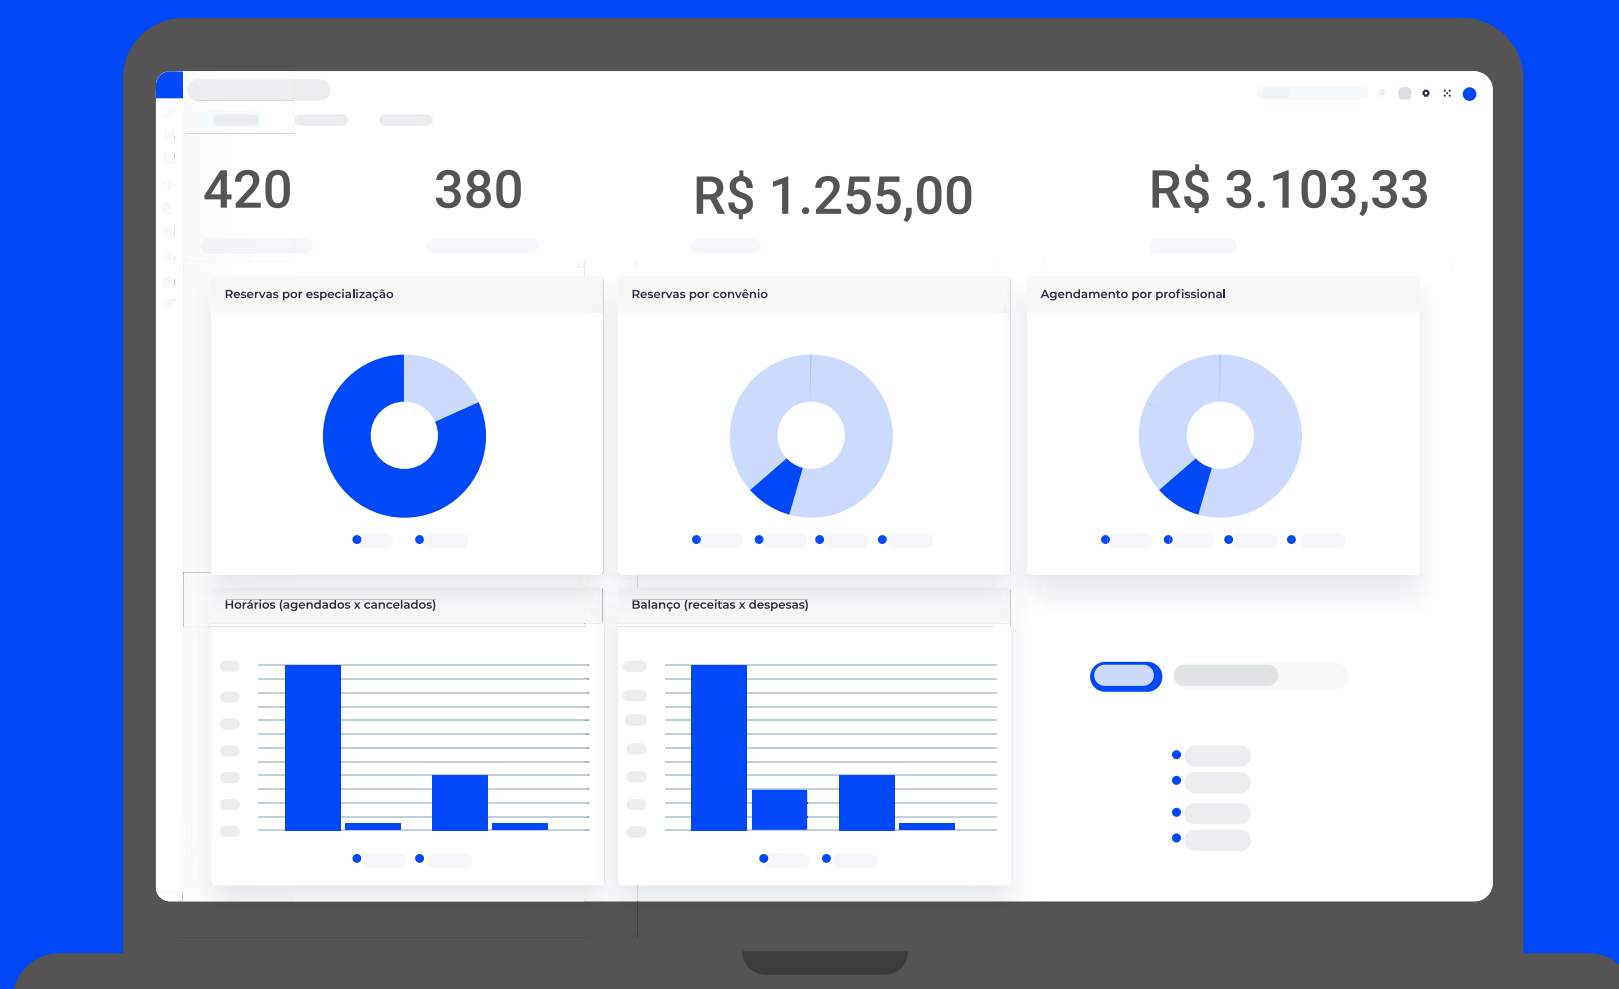 420
380
R$ 1.255,00
R$ 3.103,33
Reservas por especialização
Reservas por convênio
Agendamento por profissional
Horários (agendados x cancelados)
Balanço (receitas x despesas)